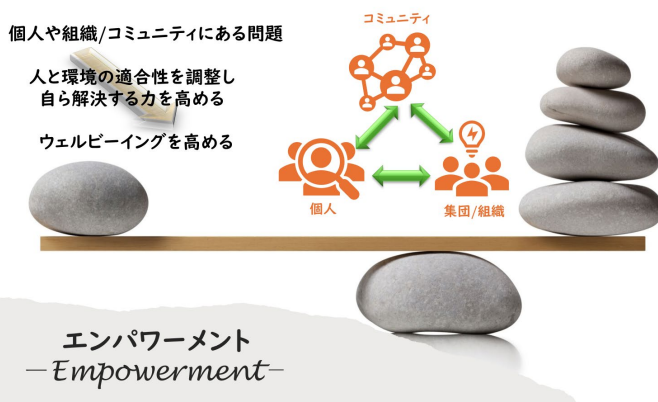 個人や組織/コミュニティにある問題
人と環境の適合性を調整し
自ら解決する力を高める
ウェルビーイングを高める
コミュニティ
個人
集団/組織
エンパワーメント
－Empowerment－